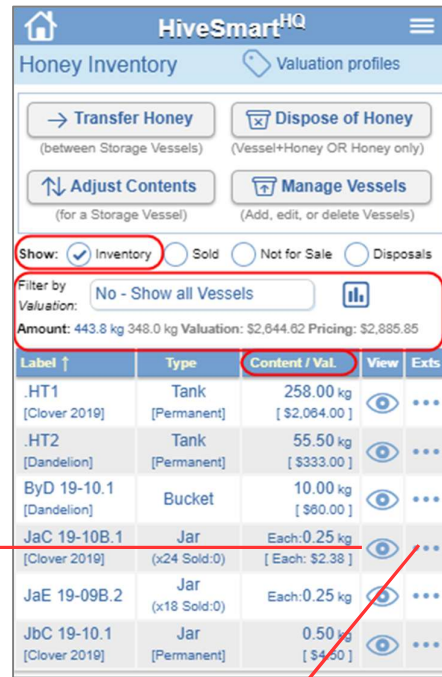 HiveSmartHQ
Honey Inventory Valuation profiles
→ Transfer Honey Dispose of Honey
(between Storage Vessels) (Vessel+Honey OR Honey only)
↑↓ Adjust Contents Manage Vessels
(for a Storage Vessel) (Add, edit, or delete Vessels)
Show: Inventory Sold Not for Sale Disposals
Filter by
Valuation: No - Show all Vessels
Amount: 443.8 kg 348.0 kg Valuation: $2,644.62 Pricing: $2,885.85
Label ↑ Type Content / Val. View Exts
.HT1 Tank 258.00 kg
[Clover 2019] [Permanent] [ $2,064.00 ]
.HT2 Tank 55.50 kg
[Dandelion] [Permanent] [ $333.00 ]
ByD 19-10.1 Bucket 10.00 kg
[Dandelion] [ $60.00 ]
JaC 19-10B.1 Jar Each:0.25 kg
[Clover 2019] (x24 Sold:0) [ Each: $2.38 ]
JaE 19-09B.2 Jar Each:0.25 kg
(x18 Sold:0)
JbC 19-10.1 Jar 0.50 kg
[Clover 2019] [Permanent] [ $4.50 ]